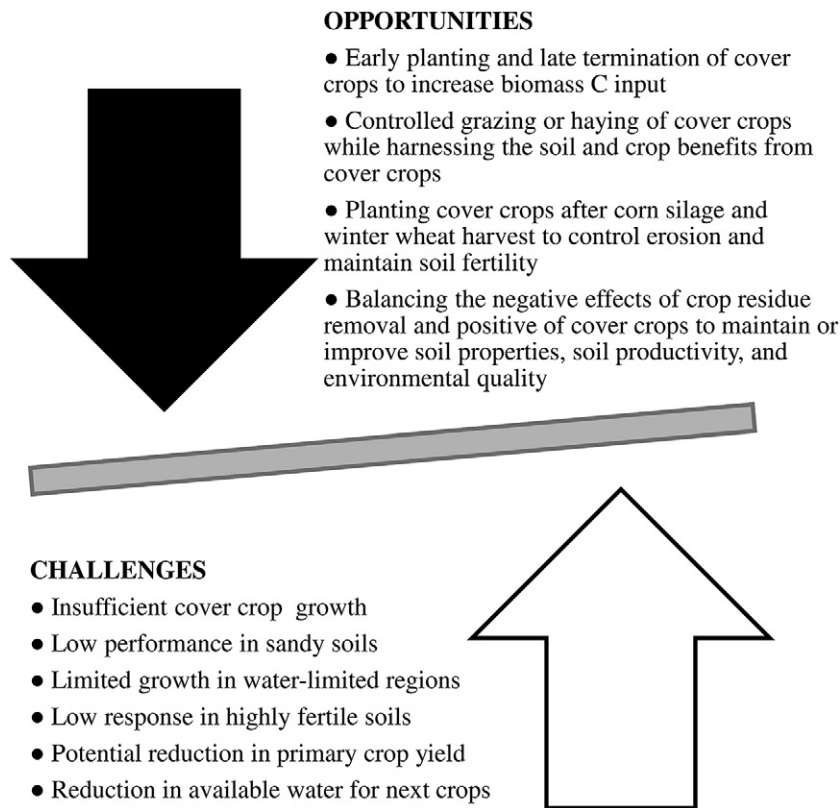 OPPORTUNITIES
● Early planting and late termination of cover
crops to increase biomass C input
● Controlled grazing or haying of cover crops
while harnessing the soil and crop benefits from
cover crops
● Planting cover crops after corn silage and
winter wheat harvest to control erosion and
maintain soil fertility
● Balancing the negative effects of crop residue
removal and positive of cover crops to maintain or
improve soil properties, soil productivity, and
environmental quality
CHALLENGES
● Insufficient cover crop growth
● Low performance in sandy soils
● Limited growth in water-limited regions
● Low response in highly fertile soils
● Potential reduction in primary crop yield
● Reduction in available water for next crops